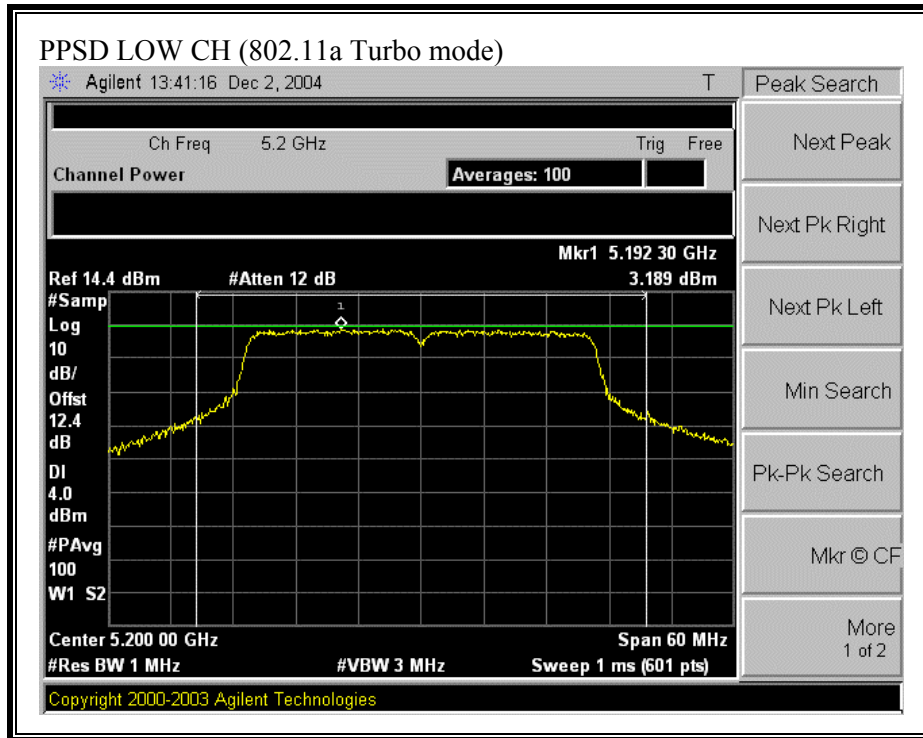 PPSD LOW CH (802.11a Turbo mode)
Agilent 13:41:16 Dec 2, 2004 T
Peak Search
Ch Freq 5.2 GHz Trig Free
Channel Power Averages: 100
Mkr1 5.192 30 GHz
Ref 14.4 dBm #Atten 12 dB 3.189 dBm
#Samp
Log
10
dB/
Offst
12.4
dB
DI
4.0
dBm
#PAvg
100
W1 S2
1
Center 5.200 00 GHz Span 60 MHz
#Res BW 1 MHz #VBW 3 MHz Sweep 1 ms (601 pts)
Copyright 2000-2003 Agilent Technologies
Next Peak
Next Pk Right
Next Pk Left
Min Search
Pk-Pk Search
Mkr © CF
More
1 of 2